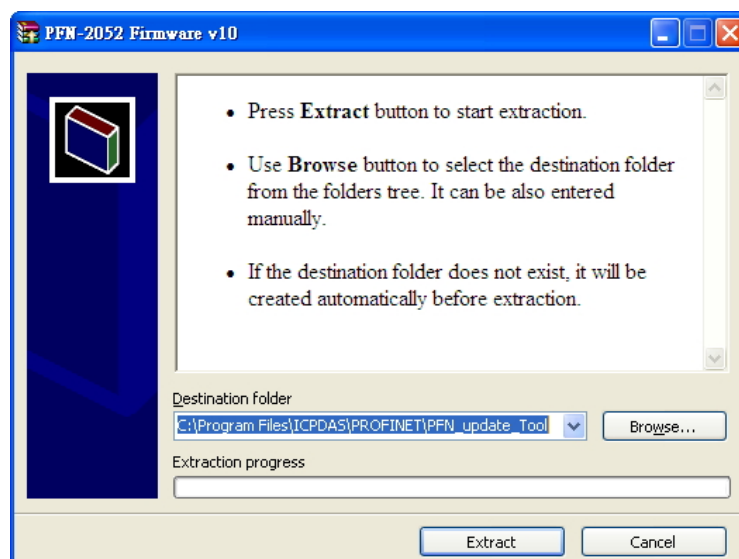 PFN-2052 Firmware v10
• Press Extract button to start extraction.
• Use Browse button to select the destination folder
from the folders tree. It can be also entered
manually.
• If the destination folder does not exist, it will be
created automatically before extraction.
Destination folder
C:\Program Files\ICPDAS\PROFINET\PFN_update_Tool
Browse...
Extraction progress
Extract
Cancel